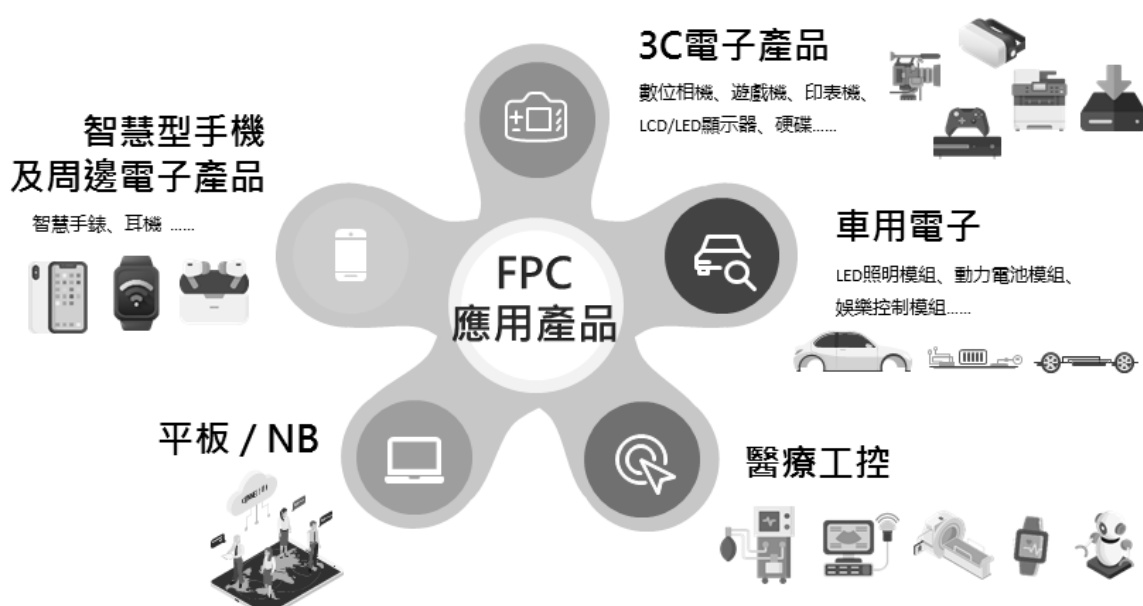 3C電子產品
數位相機、遊戲機、印表機、
LCD/LED顯示器、硬碟......
智慧型手機
及周邊電子產品
智慧手錶、耳機 ......
車用電子
LED照明模組、動力電池模組、
娛樂控制模組......
FPC
應用產品
平板 / NB
醫療工控